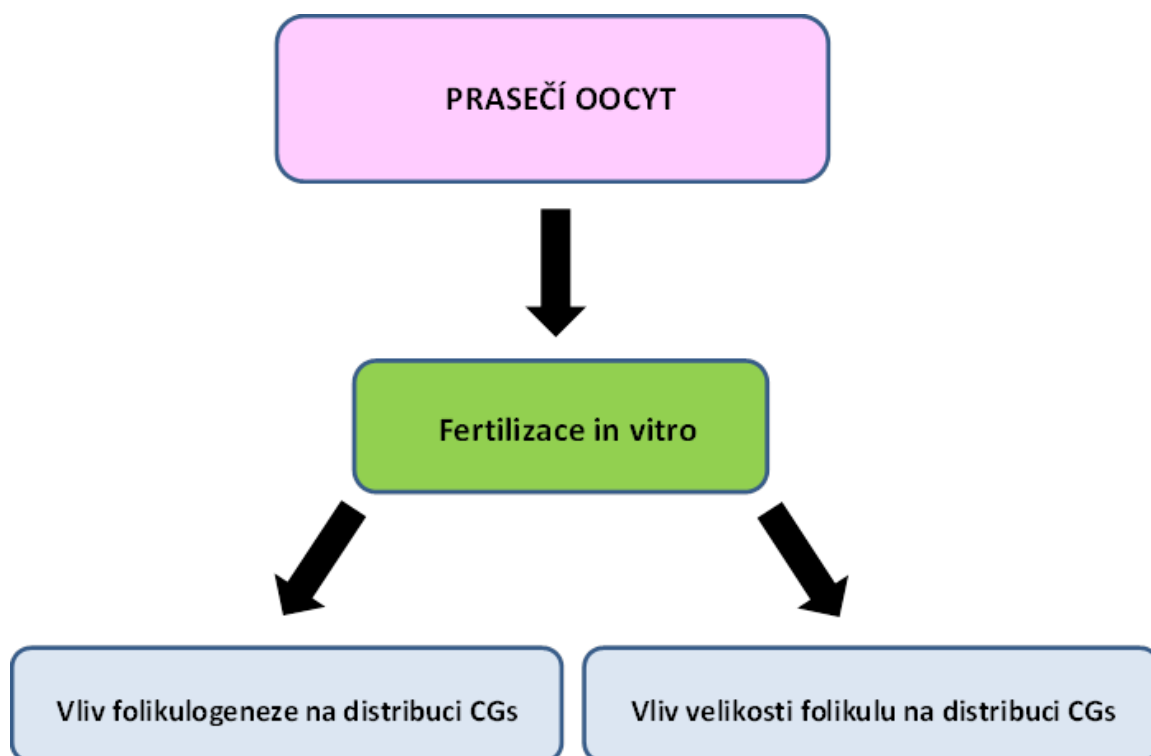 PRASEČÍ OOCYT
Fertilizace in vitro
Vliv folikulogeneze na distribuci CGs
Vliv velikosti folikulu na distribuci CGs